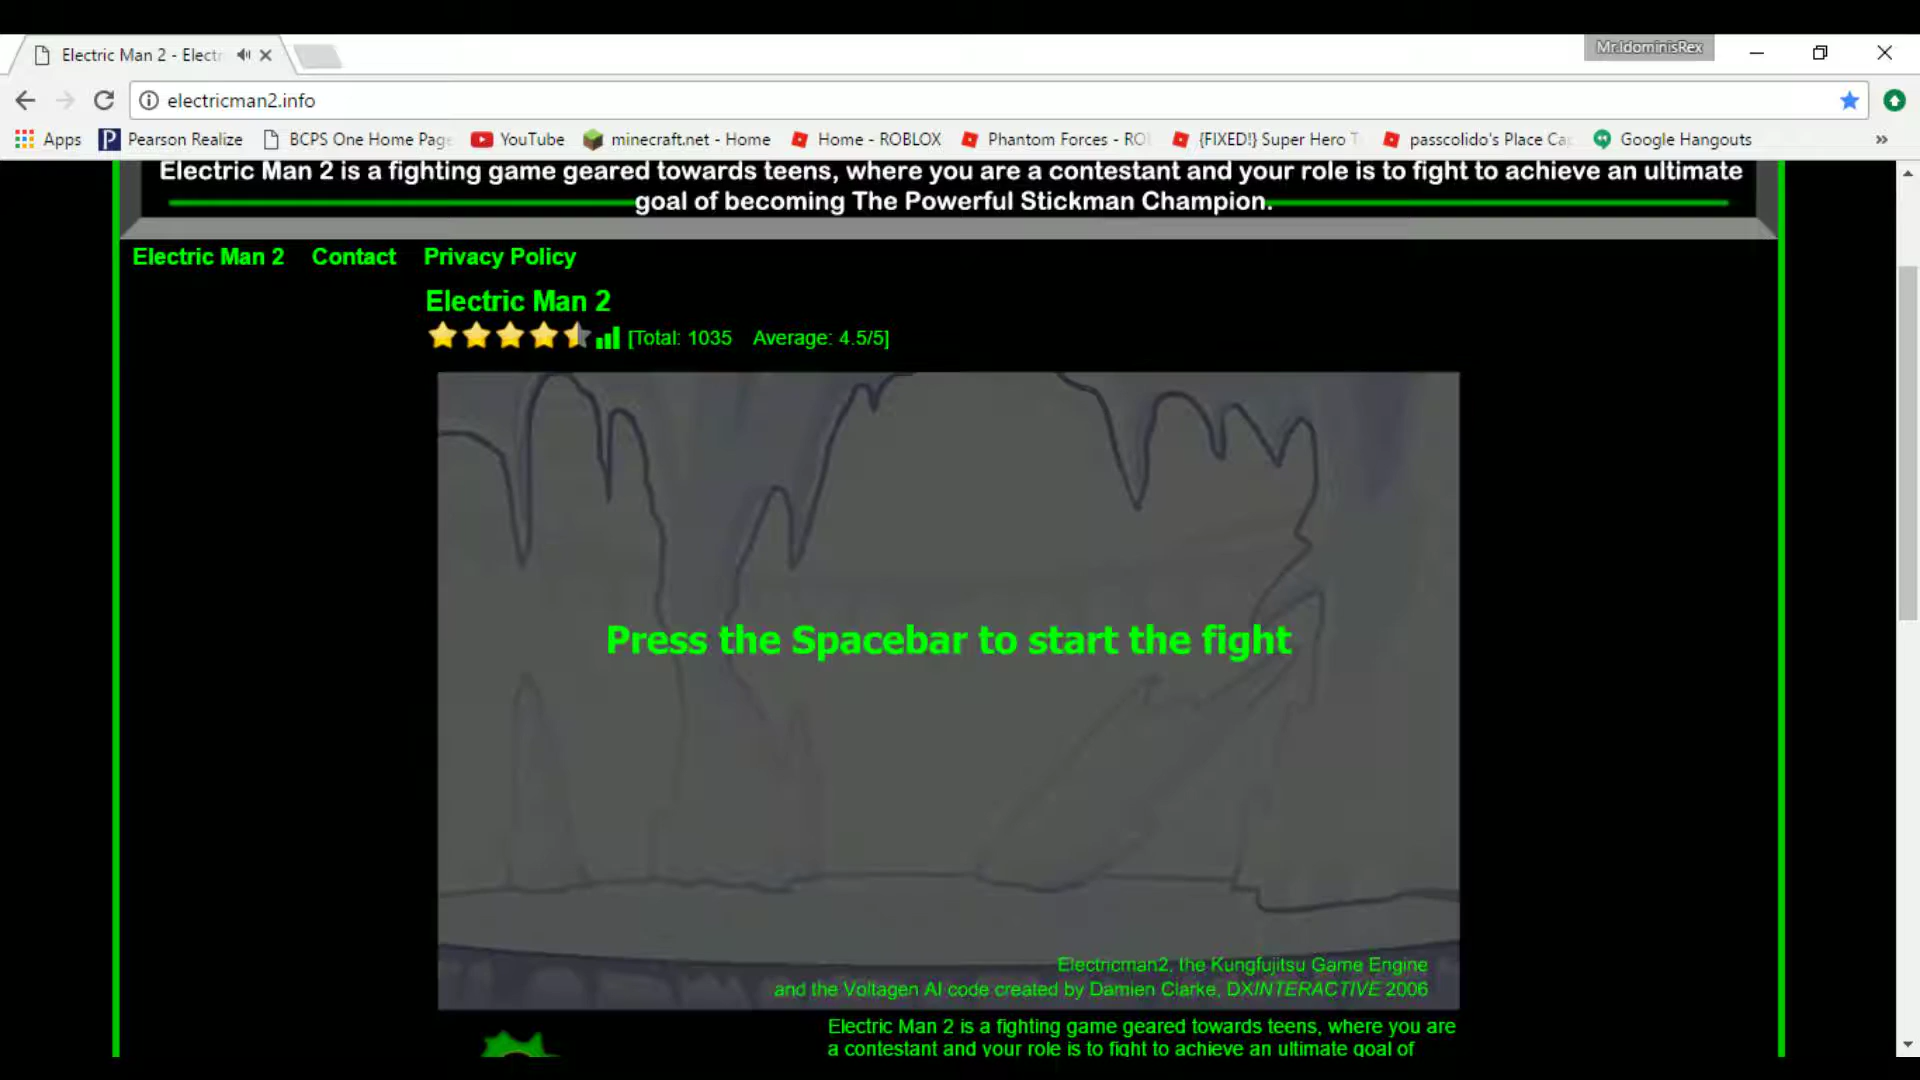 Mr.IdominisRex
Electric Man 2 - Elect
electricman2.info
Apps Pearson Realize BCPS One Home Page YouTube minecraft.net - Home Home - ROBLOX Phantom Forces - RO {FIXED!} Super Hero T passcolido's Place Ca Google Hangouts »
Electric Man 2 is a fighting game geared towards teens, where you are a contestant and your role is to fight to achieve an ultimate
goal of becoming The Powerful Stickman Champion.
Electric Man 2 Contact Privacy Policy
Electric Man 2
[Total: 1035 Average: 4.5/5]
Press the Spacebar to start the fight
Electricman2, the Kungfujitsu Game Engine
and the Voltagen AI code created by Damien Clarke, DXINTERACTIVE 2006
Electric Man 2 is a fighting game geared towards teens, where you are
a contestant and your role is to fight to achieve an ultimate goal of